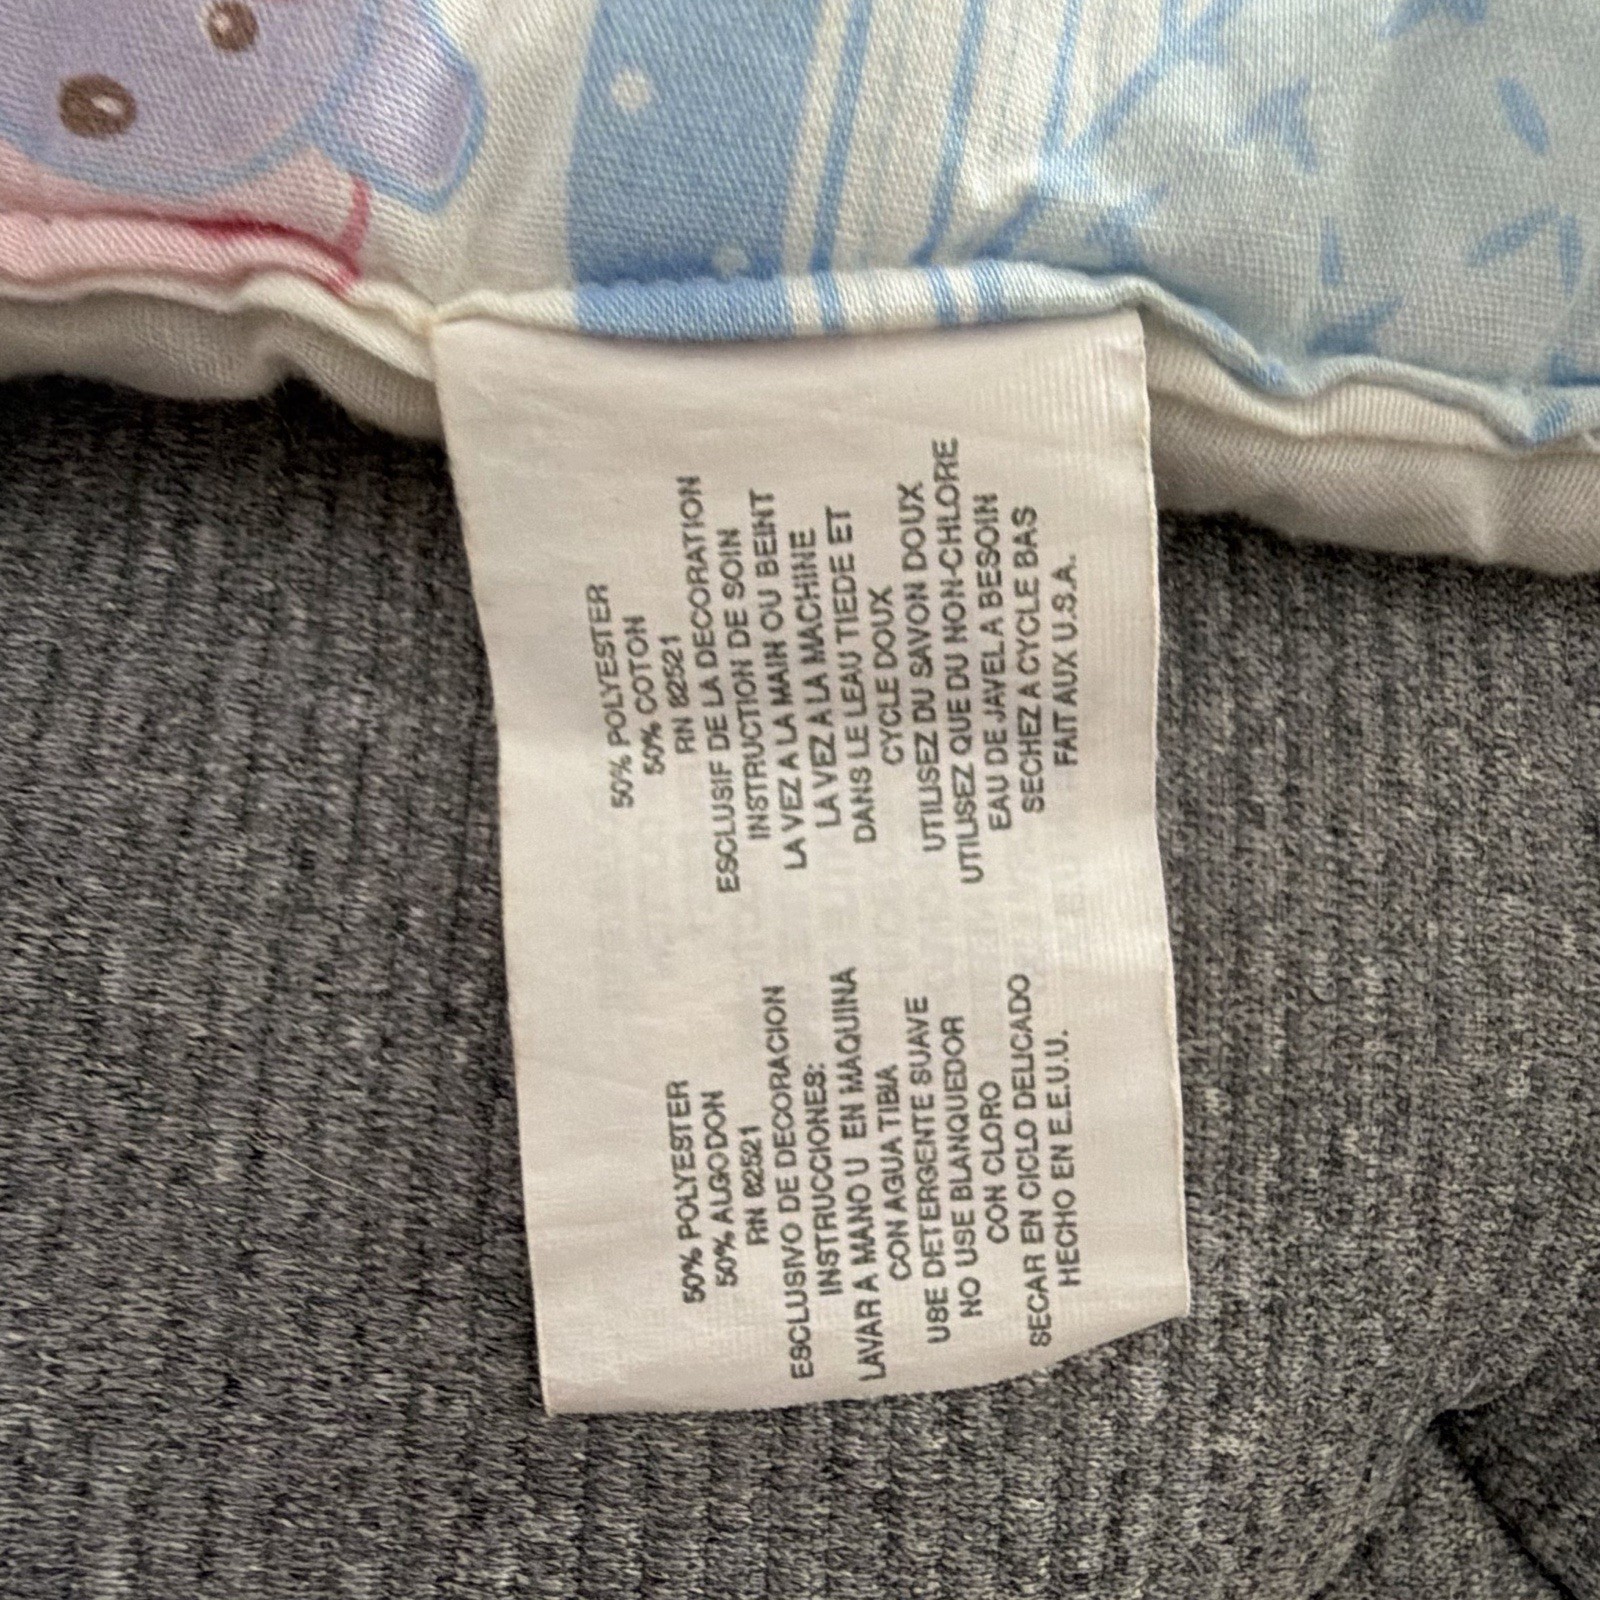 50% POLYESTER
50% COTON
RN 82521
ESCLUSIF DE LA DECORATION
INSTRUCTION DE SOIN
LA VEZ A LA MAIN OU BEINT
LA VEZ A LA MACHINE
DANS LE LEAU TIEDE ET
CYCLE DOUX
UTILISEZ DU SAVON DOUX
UTILISEZ QUE DU NON-CHLORE
EAU DE JAVEL A BESOIN
SECHEZ A CYCLE BAS
FAIT AUX U.S.A.
50% POLYESTER
50% ALGODON
RN 82521
ESCLUSIVO DE DECORACION
INSTRUCCIONES:
LAVAR A MANO U EN MAQUINA
CON AGUA TIBA
USE DETERGENTE SUAVE
NO USE BLANQUEDOR
CON CLORO
SECAR EN CICLO DELICADO
HECHO EN E.E.U.U.